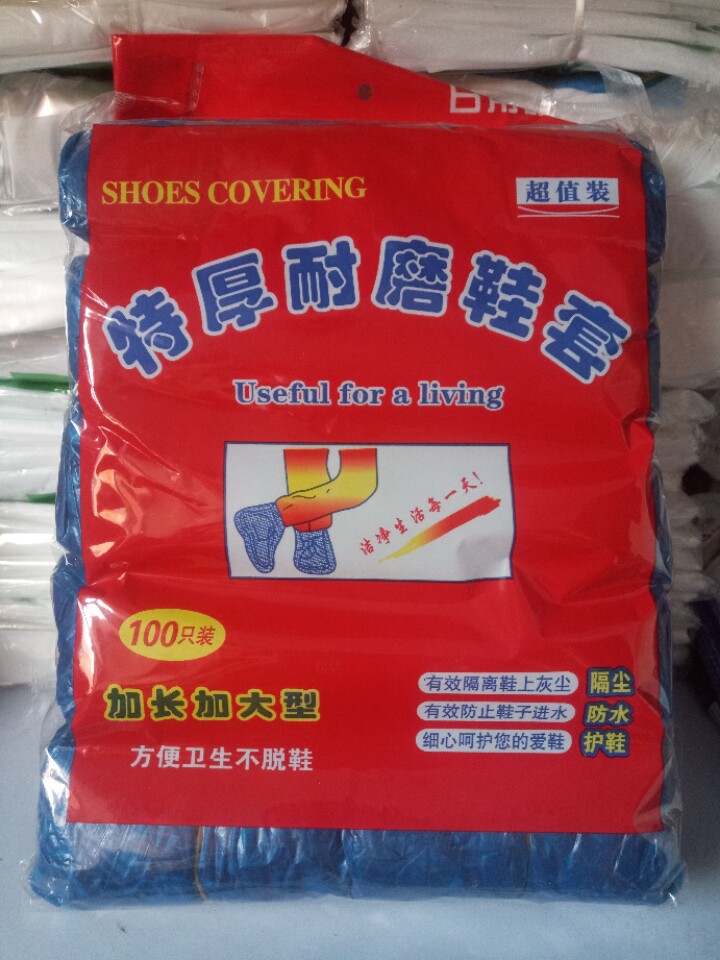 SHOES COVERING
超值装
特厚耐磨鞋套
Useful for a living
洁净生活每一天!
100只装
加长加大型
方便卫生不脱鞋
有效隔离鞋上灰尘 隔尘
有效防止鞋子进水 防水
细心呵护您的爱鞋 护鞋